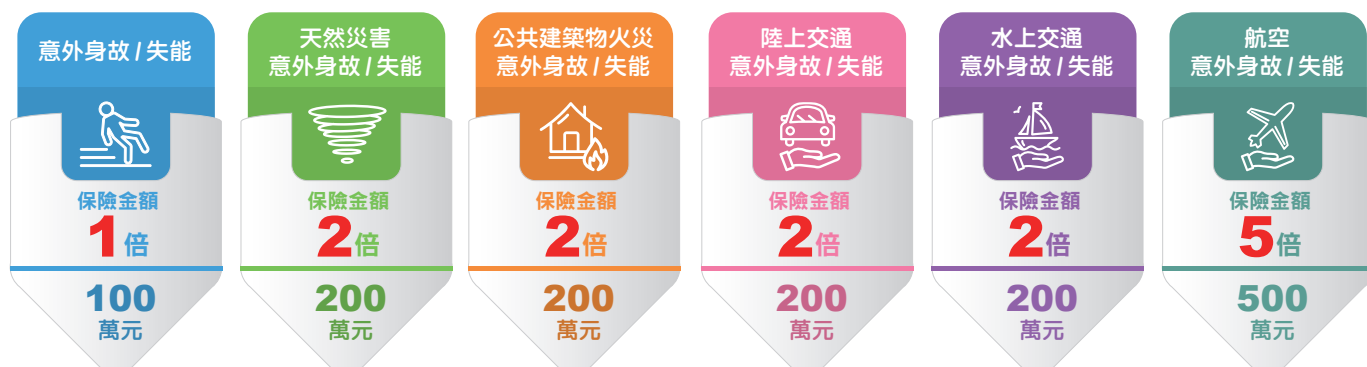 意外身故 / 失能
保險金額
1倍
100
萬元
天然災害
意外身故 / 失能
保險金額
2倍
200
萬元
公共建築物火災
意外身故 / 失能
保險金額
2倍
200
萬元
陸上交通
意外身故 / 失能
保險金額
2倍
200
萬元
水上交通
意外身故 / 失能
保險金額
2倍
200
萬元
航空
意外身故 / 失能
保險金額
5倍
500
萬元